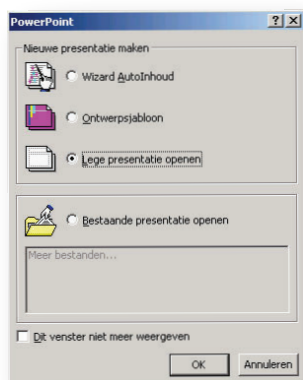 PowerPoint
Nieuwe presentatie maken
Wizard AutoInhoud
Ontwerpsjabloon
Lege presentatie openen
Bestaande presentatie openen
Meer bestanden...
Dit venster niet meer weergeven
OK
Annuleren